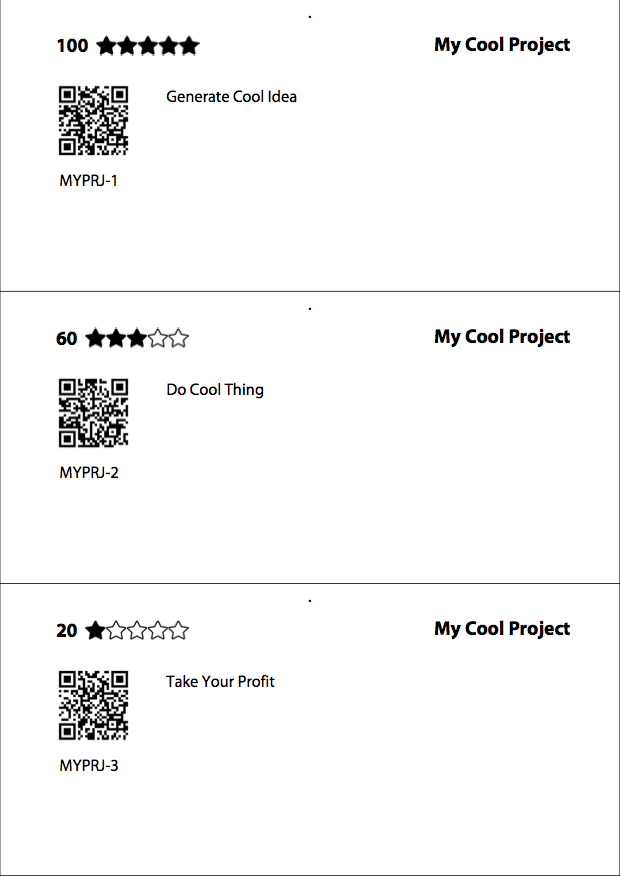 100 ★★★★★ My Cool Project
Generate Cool Idea
MYPRJ-1
60 ★★★☆☆ My Cool Project
Do Cool Thing
MYPRJ-2
20 ★☆☆☆☆ My Cool Project
Take Your Profit
MYPRJ-3